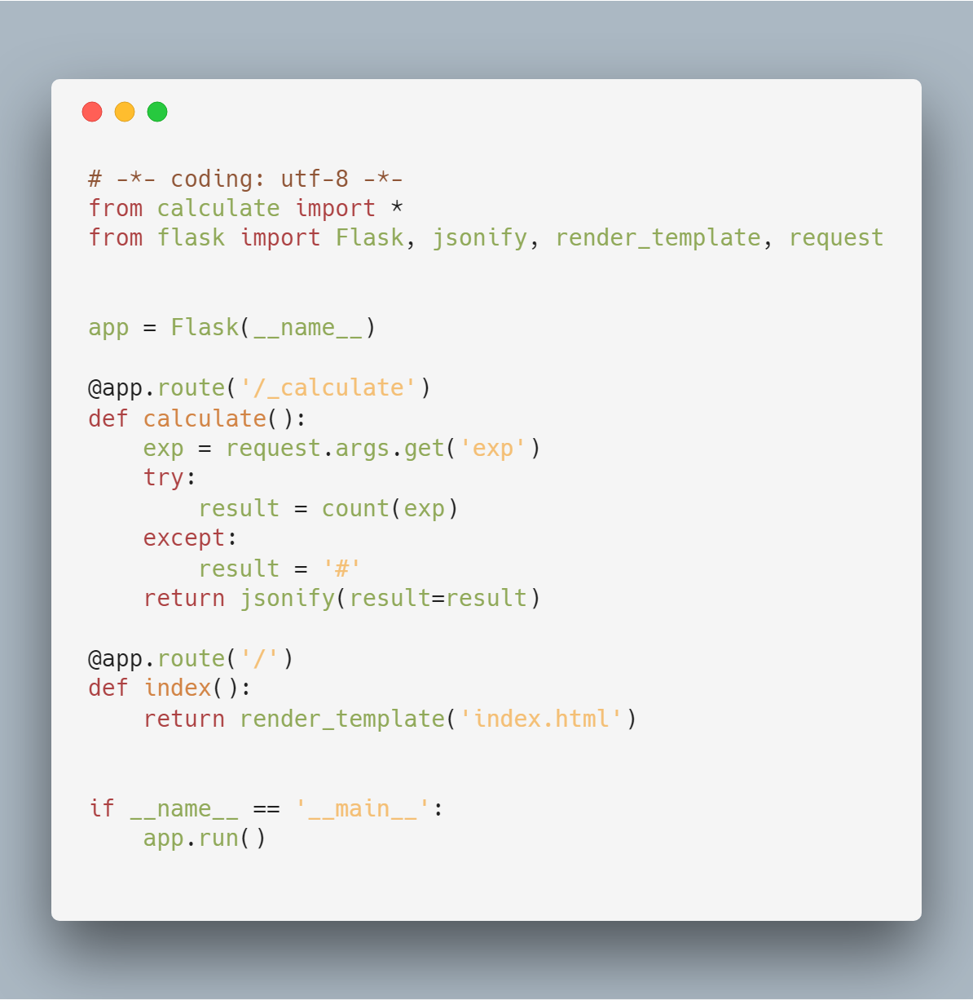 # -*- coding: utf-8 -*-
from calculate import *
from flask import Flask, jsonify, render_template, request
app = Flask(__name__)
@app.route('/_calculate')
def calculate():
    exp = request.args.get('exp')
    try:
        result = count(exp)
    except:
        result = '#'
    return jsonify(result=result)
@app.route('/')
def index():
    return render_template('index.html')
if __name__ == '__main__':
    app.run()